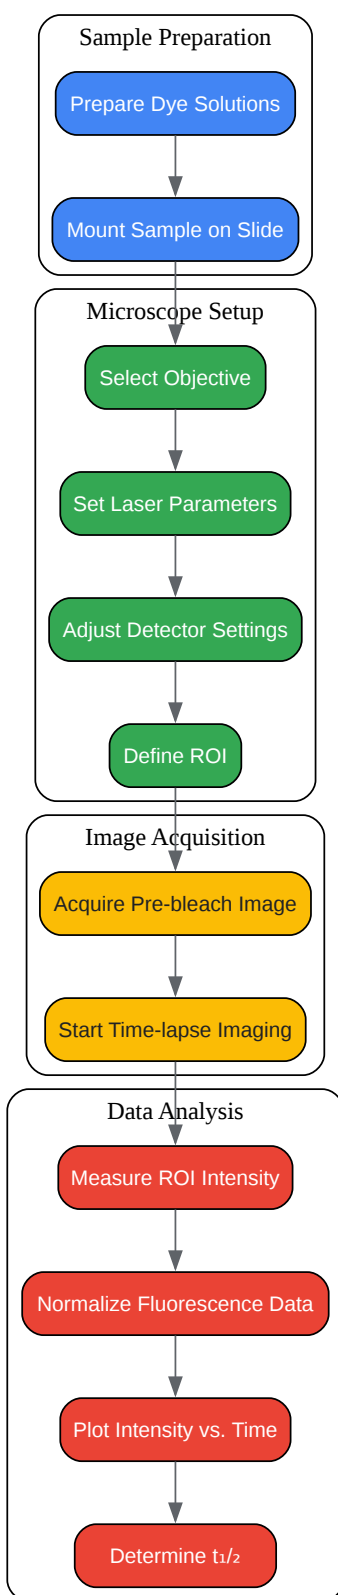 Sample Preparation
Prepare Dye Solutions
Mount Sample on Slide
Microscope Setup
Select Objective
Set Laser Parameters
Adjust Detector Settings
Define ROI
Image Acquisition
Acquire Pre-bleach Image
Start Time-lapse Imaging
Data Analysis
Measure ROI Intensity
Normalize Fluorescence Data
Plot Intensity vs. Time
Determine t₁/₂